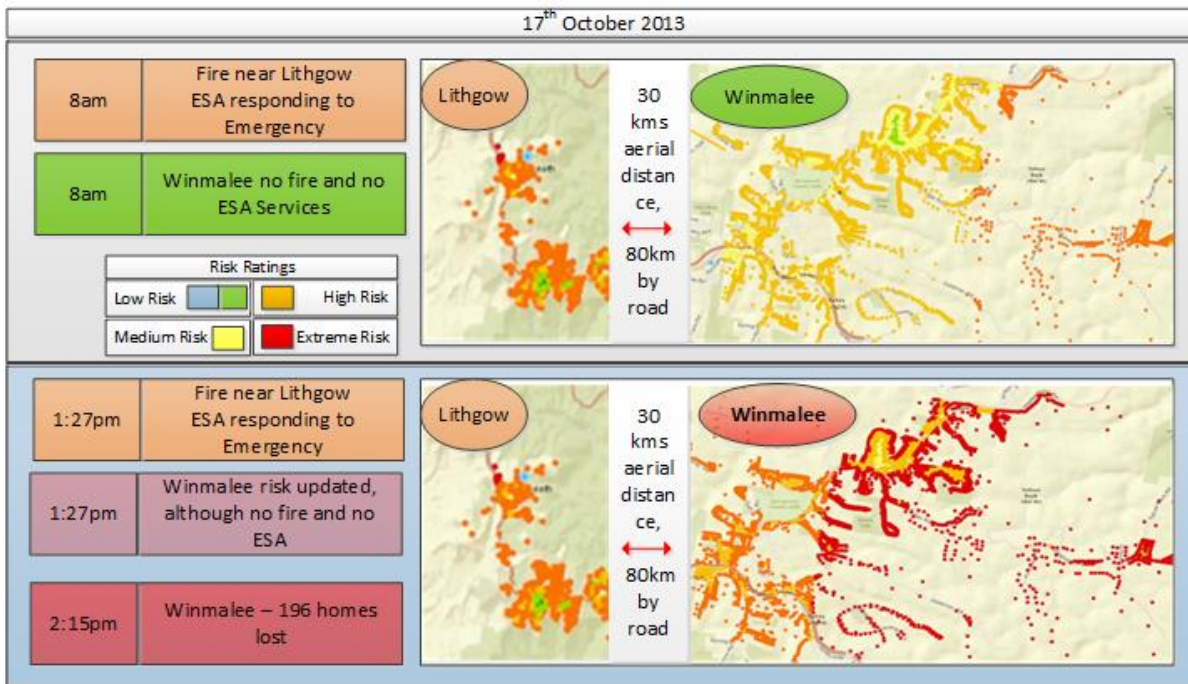 17th October 2013
8am
Fire near Lithgow
ESA responding to
Emergency
8am
Winmalee no fire and no
ESA Services
Risk Ratings
Low Risk
High Risk
Medium Risk
Extreme Risk
Lithgow
30
kms
aerial
distan
ce,
80km
by
road
Winmalee
1:27pm
Fire near Lithgow
ESA responding to
Emergency
1:27pm
Winmalee risk updated,
although no fire and no
ESA
2:15pm
Winmalee – 196 homes
lost
Lithgow
30
kms
aerial
distan
ce,
80km
by
road
Winmalee